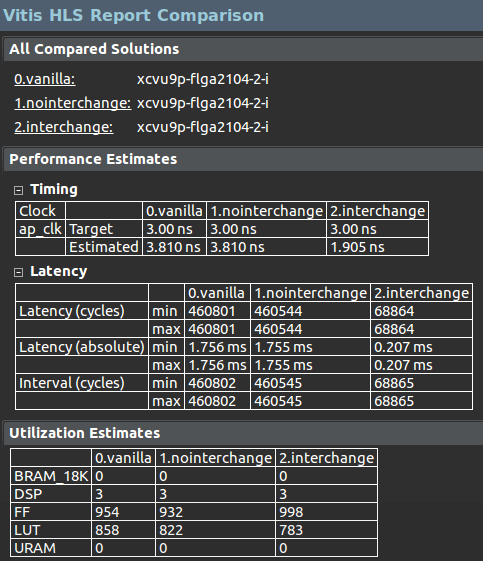 Vitis HLS Report Comparison
All Compared Solutions
0.vanilla: xcvu9p-flga2104-2-i
1.nointerchange: xcvu9p-flga2104-2-i
2.interchange: xcvu9p-flga2104-2-i
Performance Estimates
Timing
Clock 0.vanilla 1.nointerchange 2.interchange
ap_clk Target 3.00 ns 3.00 ns 3.00 ns
Estimated 3.810 ns 3.810 ns 1.905 ns
Latency
0.vanilla 1.nointerchange 2.interchange
Latency (cycles) min 460801 460544 68864
max 460801 460544 68864
Latency (absolute) min 1.756 ms 1.755 ms 0.207 ms
max 1.756 ms 1.755 ms 0.207 ms
Interval (cycles) min 460802 460545 68865
max 460802 460545 68865
Utilization Estimates
0.vanilla 1.nointerchange 2.interchange
BRAM_18K 0 0 0
DSP 3 3 3
FF 954 932 998
LUT 858 822 783
URAM 0 0 0